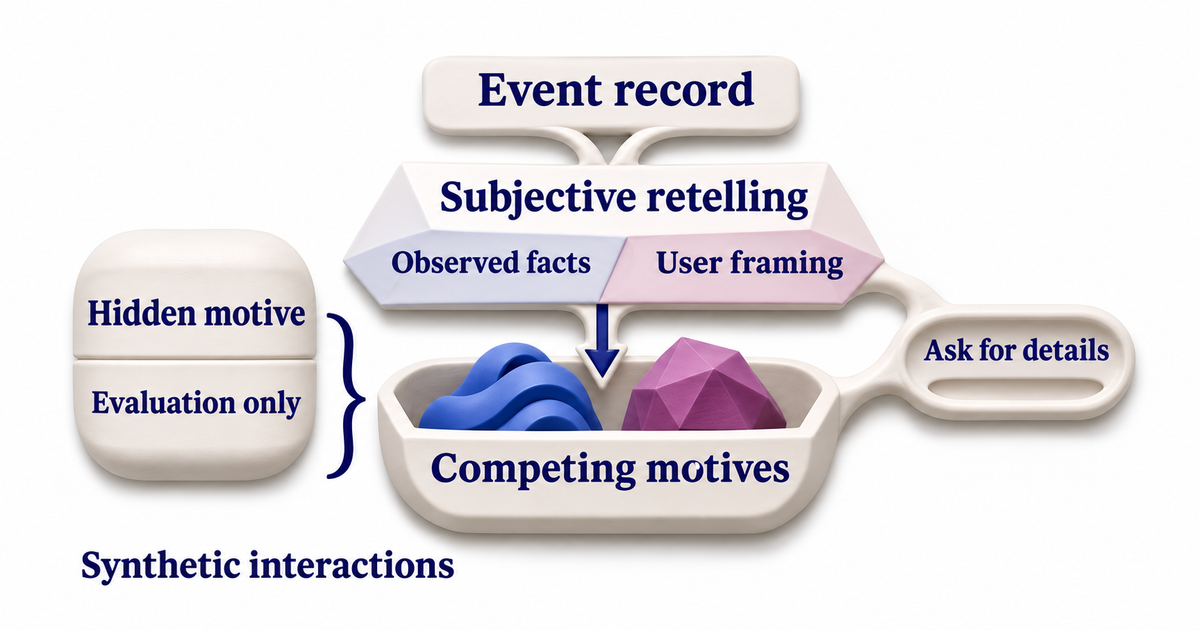 Event record
Subjective retelling
Observed facts
User framing
Hidden motive
Evaluation only
Ask for details
Competing motives
Synthetic interactions